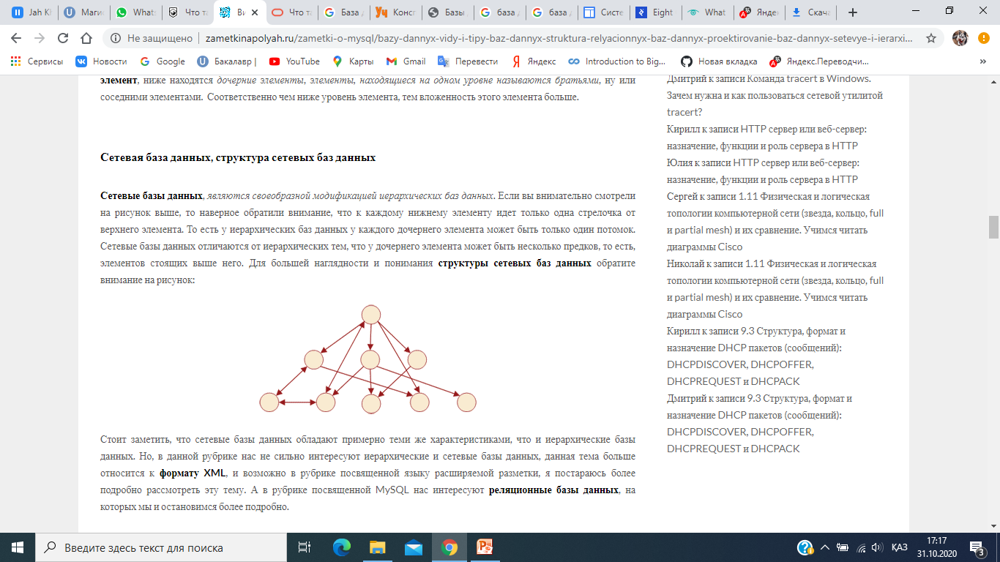 Jah Kh
Магис
Whats
Что та
Ви
Что та
База д
Консп
Базы 
база д
база д
Систе
Eight
What
Яндек
Скача
Не защищено
zametkinapolyah.ru/zametki-o-mysql/bazy-dannyx-vidy-i-tipy-baz-dannyx-struktura-relyacionnyx-baz-dannyx-proektirovanie-baz-dannyx-setevye-i-ierarxi...
Сервисы
Новости
Google
Бакалавр |
YouTube
Карты
Gmail
Перевести
Яндекс
Introduction to Big...
Новая вкладка
Яндекс.Переводчи...
»
элемент, ниже находятся дочерние элементы, элементы, находящиеся на одном уровне называются братьями, ну или
соседними элементами. Соответственно чем ниже уровень элемента, тем вложенность этого элемента больше.
Сетевая база данных, структура сетевых баз данных
Сетевые базы данных, являются своеобразной модификацией иерархических баз данных. Если вы внимательно смотрели
на рисунок выше, то наверное обратили внимание, что к каждому нижнему элементу идет только одна стрелочка от
верхнего элемента. То есть у иерархических баз данных у каждого дочернего элемента может быть только один потомок.
Сетевые базы данных отличаются от иерархических тем, что у дочернего элемента может быть несколько предков, то есть,
элементов стоящих выше него. Для большей наглядности и понимания структуры сетевых баз данных обратите
внимание на рисунок:
Стоит заметить, что сетевые базы данных обладают примерно теми же характеристиками, что и иерархические базы
данных. Но, в данной рубрике нас не сильно интересуют иерархические и сетевые базы данных, данная тема больше
относится к формату XML, и возможно в рубрике посвященной языку расширяемой разметки, я постараюсь более
подробно рассмотреть эту тему. А в рубрике посвященной MySQL нас интересуют реляционные базы данных, на
которых мы и остановимся более подробно.
Дмитрий к записи Команда tracert в Windows.
Зачем нужна и как пользоваться сетевой утилитой
tracert?
Кирилл к записи HTTP сервер или веб-сервер:
назначение, функции и роль сервера в HTTP
Юлия к записи HTTP сервер или веб-сервер:
назначение, функции и роль сервера в HTTP
Сергей к записи 1.11 Физическая и логическая
топологии компьютерной сети (звезда, кольцо, full
и partial mesh) и их сравнение. Учимся читать
диаграммы Cisco
Николай к записи 1.11 Физическая и логическая
топологии компьютерной сети (звезда, кольцо, full
и partial mesh) и их сравнение. Учимся читать
диаграммы Cisco
Кирилл к записи 9.3 Структура, формат и
назначение DHCP пакетов (сообщений):
DHCPDISCOVER, DHCPOFFER,
DHCPREQUEST и DHCPACK
Дмитрий к записи 9.3 Структура, формат и
назначение DHCP пакетов (сообщений):
DHCPDISCOVER, DHCPOFFER,
DHCPREQUEST и DHCPACK
Введите здесь текст для поиска
ҚАЗ
17:17
31.10.2020
3